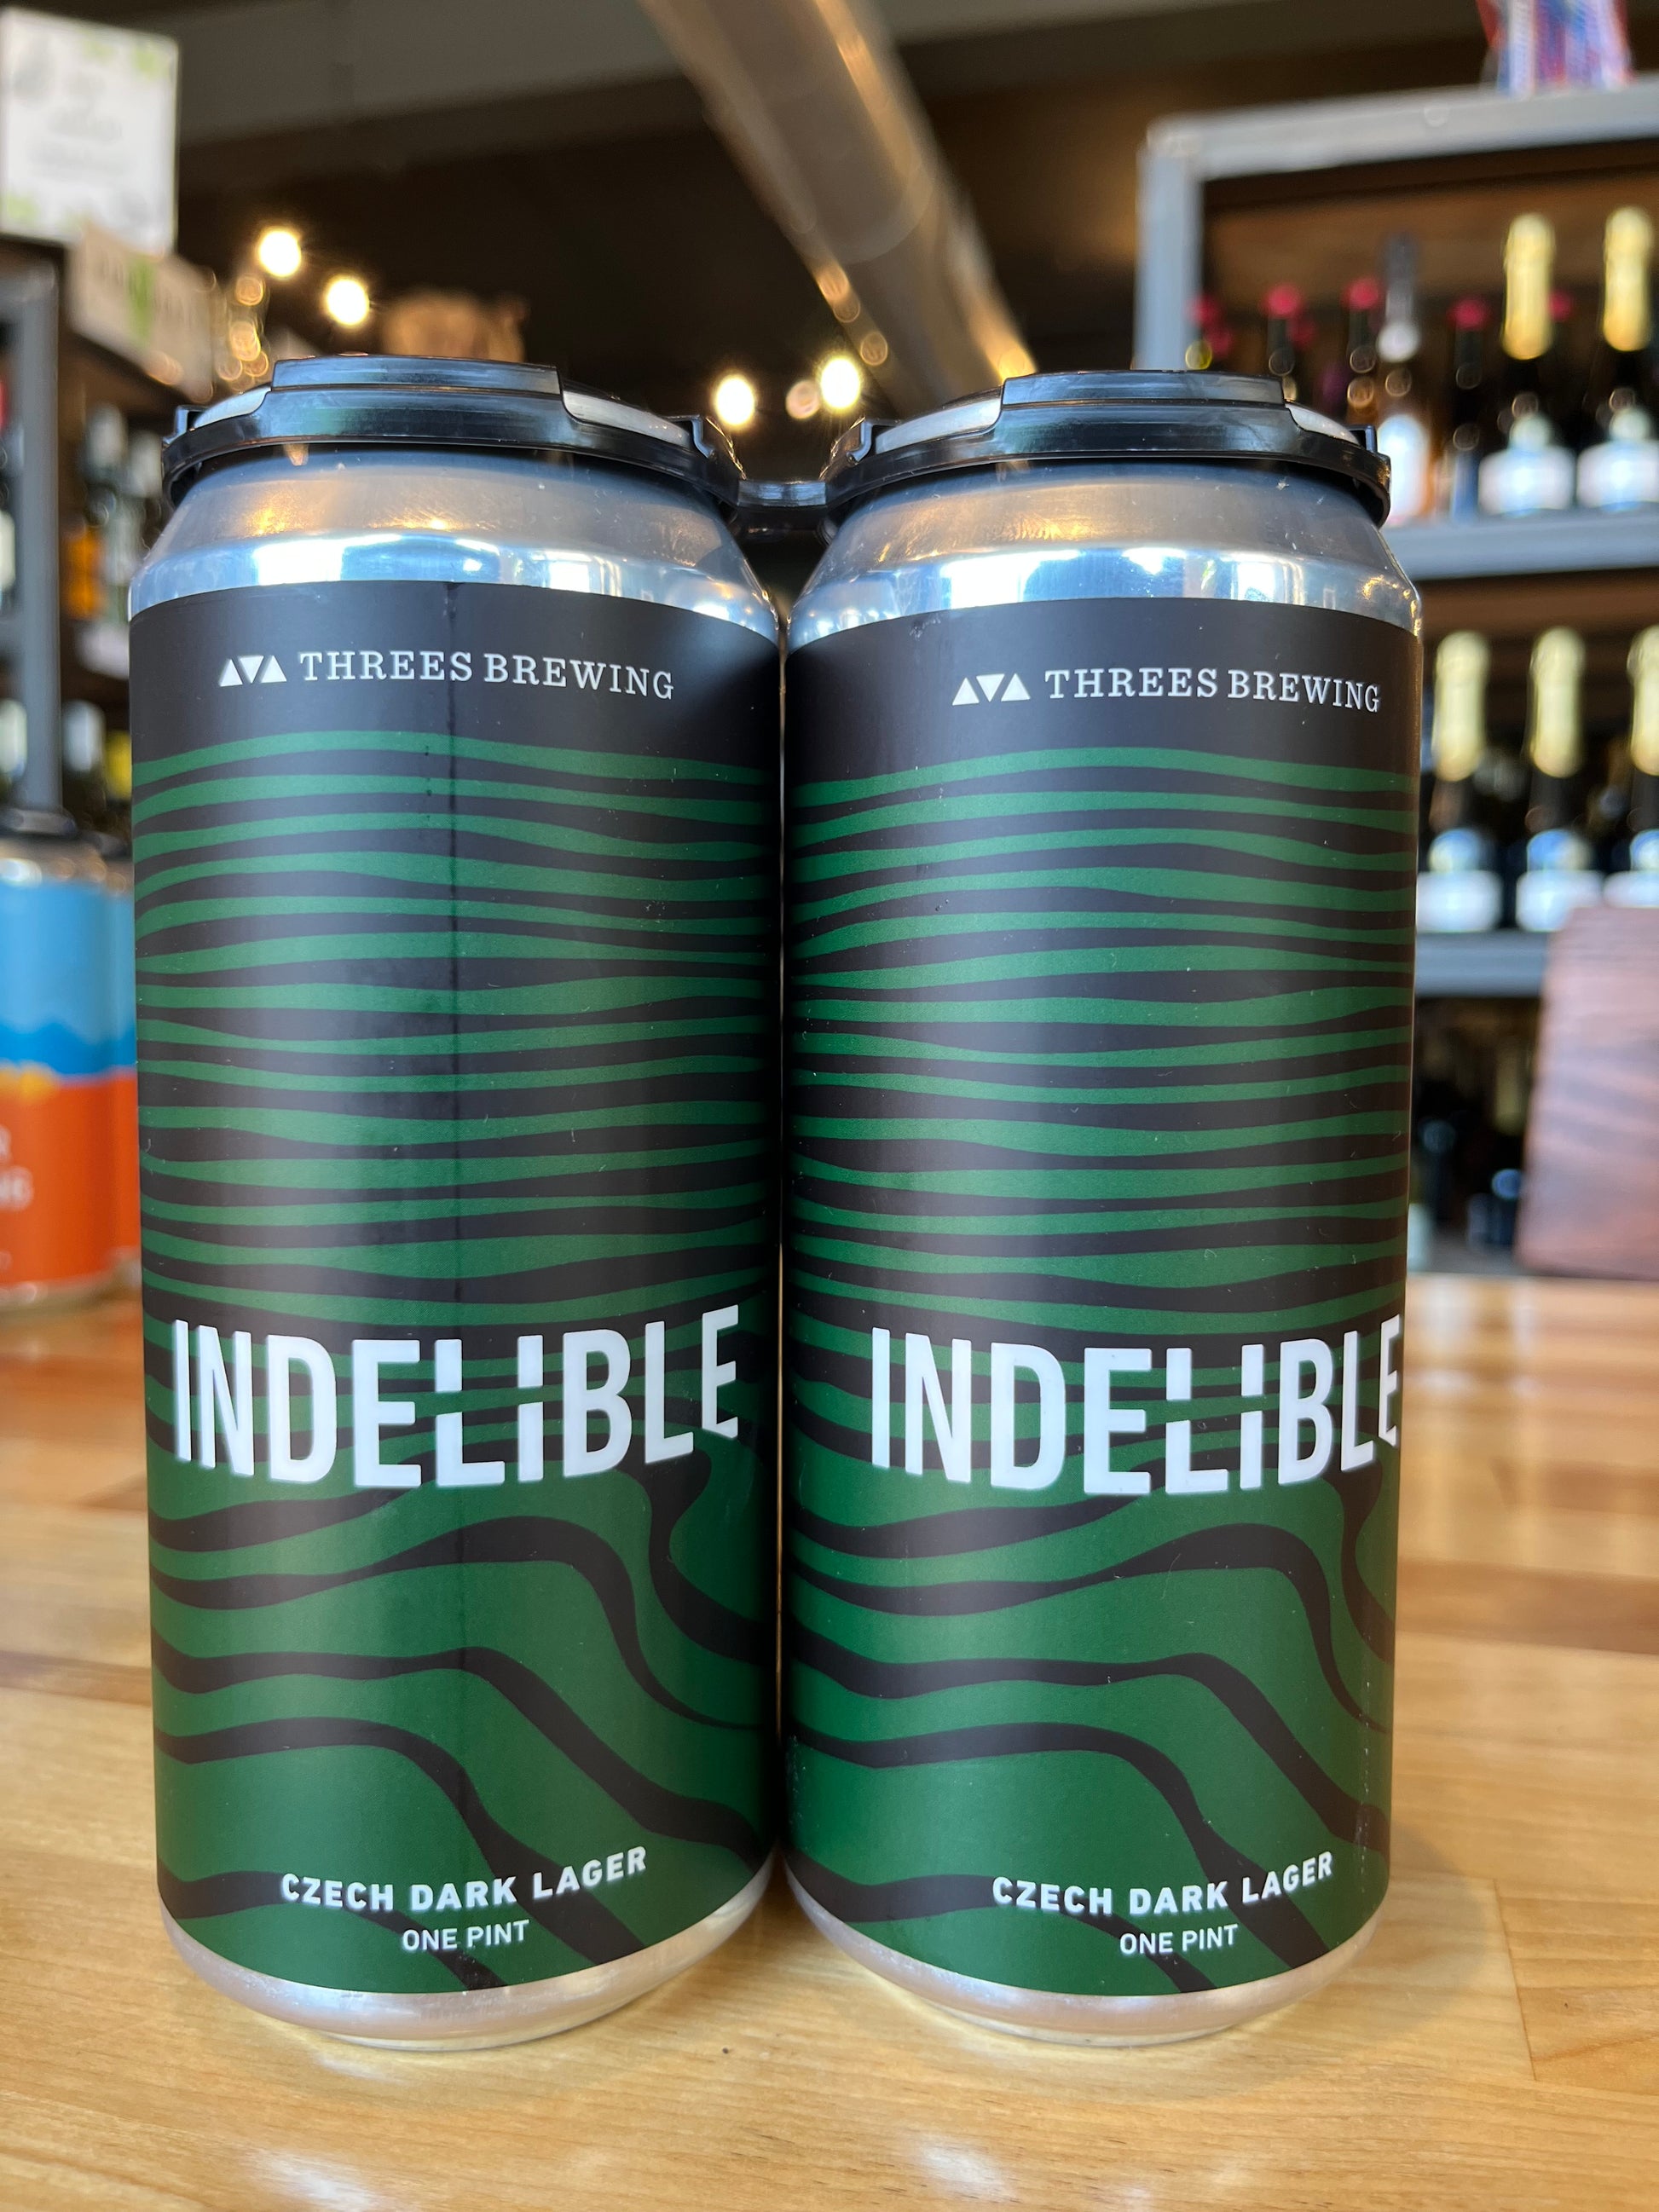 THREES BREWING
INDELIBLE
CZECH DARK LAGER
ONE PINT
THREES BREWING
INDELIBLE
CZECH DARK LAGER
ONE PINT